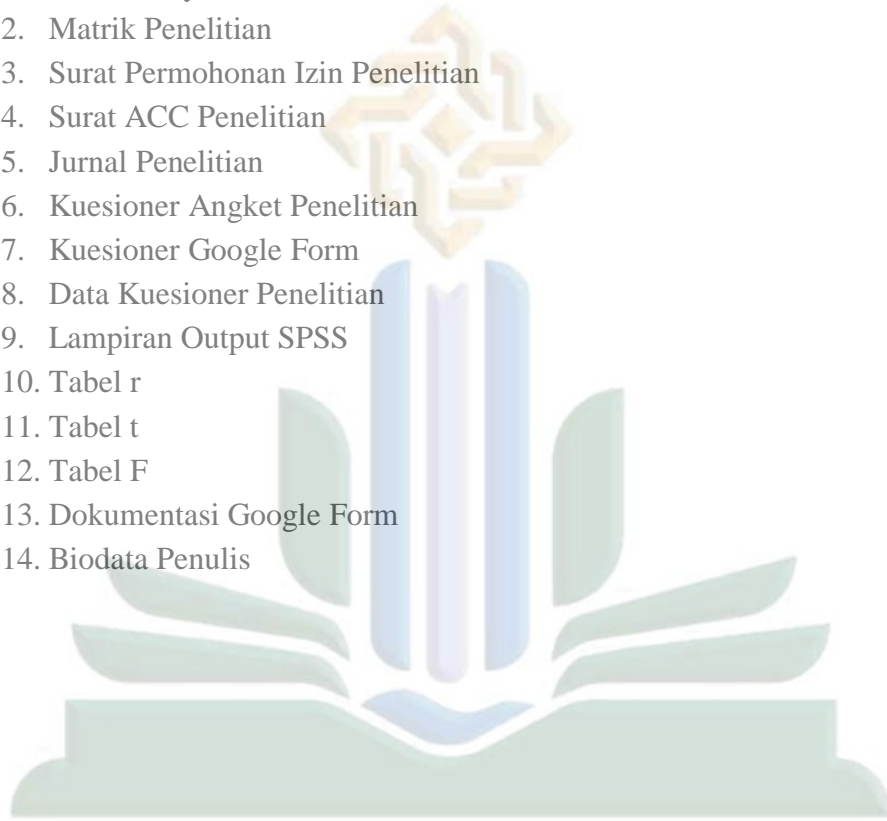 2. Matrik Penelitian
3. Surat Permohonan Izin Penelitian
4. Surat ACC Penelitian
5. Jurnal Penelitian
6. Kuesioner Angket Penelitian
7. Kuesioner Google Form
8. Data Kuesioner Penelitian
9. Lampiran Output SPSS
10. Tabel r
11. Tabel t
12. Tabel F
13. Dokumentasi Google Form
14. Biodata Penulis